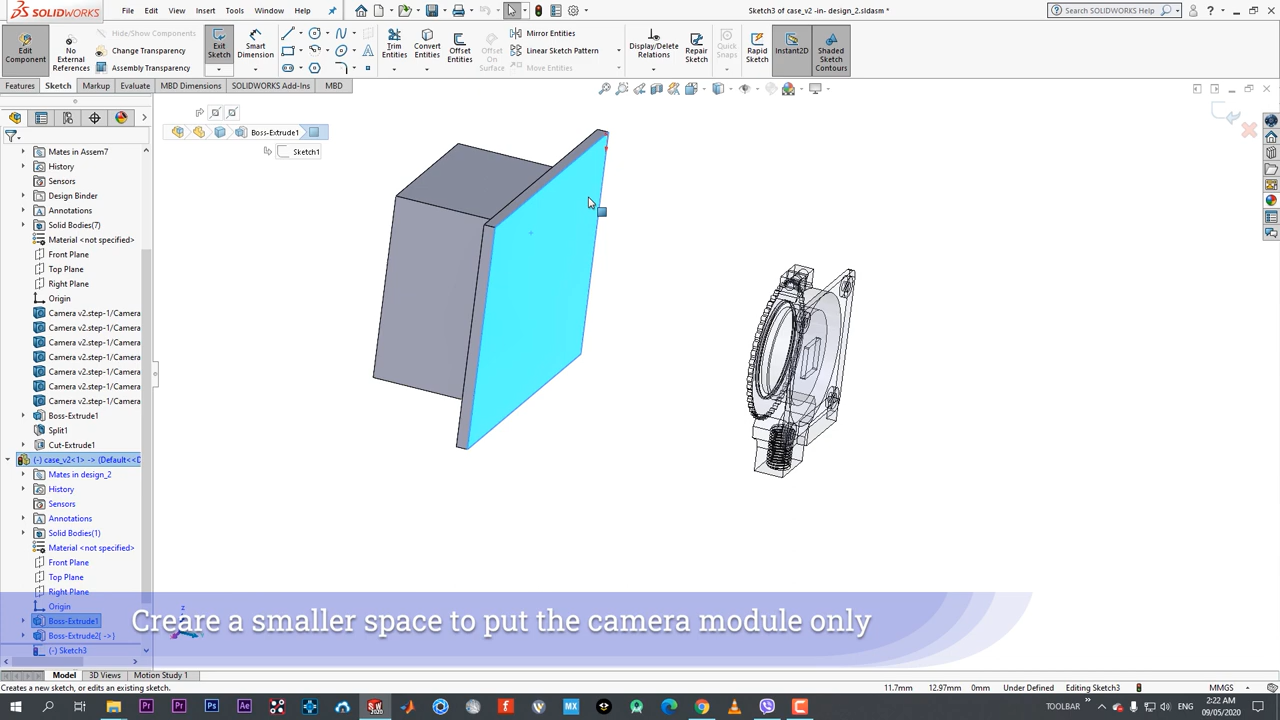 SOLIDWORKS
File Edit View Insert Tools Window Help
Sketch3 of case_v2 -in- design_2.sldasm *
Search SOLIDWORKS Help
Edit Component
No External References
Show/Hide Components
Change Transparency
Assembly Transparency
Exit Sketch
Smart Dimension
Trim Entities
Convert Entities
Offset Entities
Offset On Surface
Mirror Entities
Linear Sketch Pattern
Move Entities
Display/Delete Relations
Repair Sketch
Quick Snaps
Rapid Sketch
Instant2D
Shaded Sketch Contours
Features Sketch Markup Evaluate MBD Dimensions SOLIDWORKS Add-Ins MBD
Boss-Extrude1
Sketch1
Mates in Assem7
History
Sensors
Design Binder
Annotations
Solid Bodies(7)
Material <not specified>
Front Plane
Top Plane
Right Plane
Origin
Camera v2.step-1/Camera
Camera v2.step-1/Camera
Camera v2.step-1/Camera
Camera v2.step-1/Camera
Camera v2.step-1/Camera
Camera v2.step-1/Camera
Camera v2.step-1/Camera
Boss-Extrude1
Split1
Cut-Extrude1
(-) case_v2<1> -> (Default<<D
Mates in design_2
History
Sensors
Annotations
Solid Bodies(1)
Material <not specified>
Front Plane
Top Plane
Right Plane
Origin
Boss-Extrude1
Boss-Extrude2( ->)
(-) Sketch3
Creare a smaller space to put the camera module only
Model 3D Views Motion Study 1
Creates a new sketch, or edits an existing sketch.
11.7mm 12.97mm 0mm Under Defined Editing Sketch3 MMGS
TOOLBAR
ENG
2:22 AM
09/05/2020